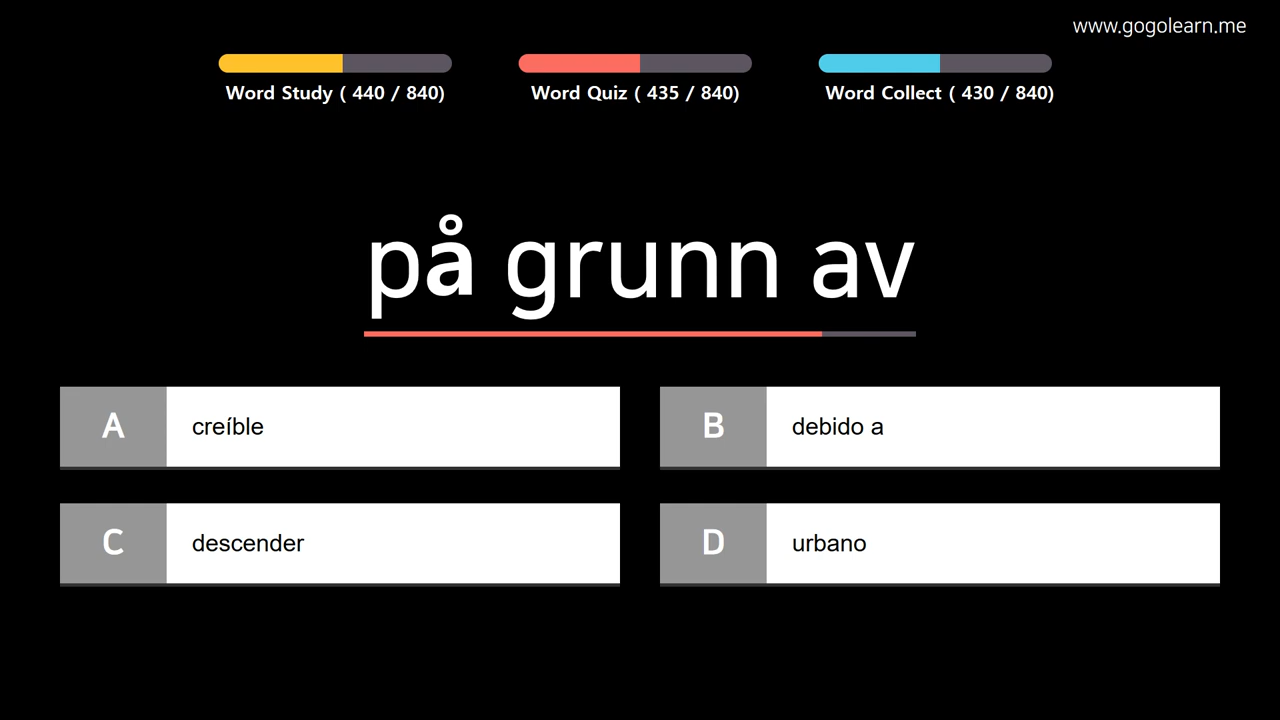 www.gogolearn.me
Word Study ( 440 / 840)
Word Quiz ( 435 / 840)
Word Collect ( 430 / 840)
på grunn av
A creíble
B debido a
C descender
D urbano